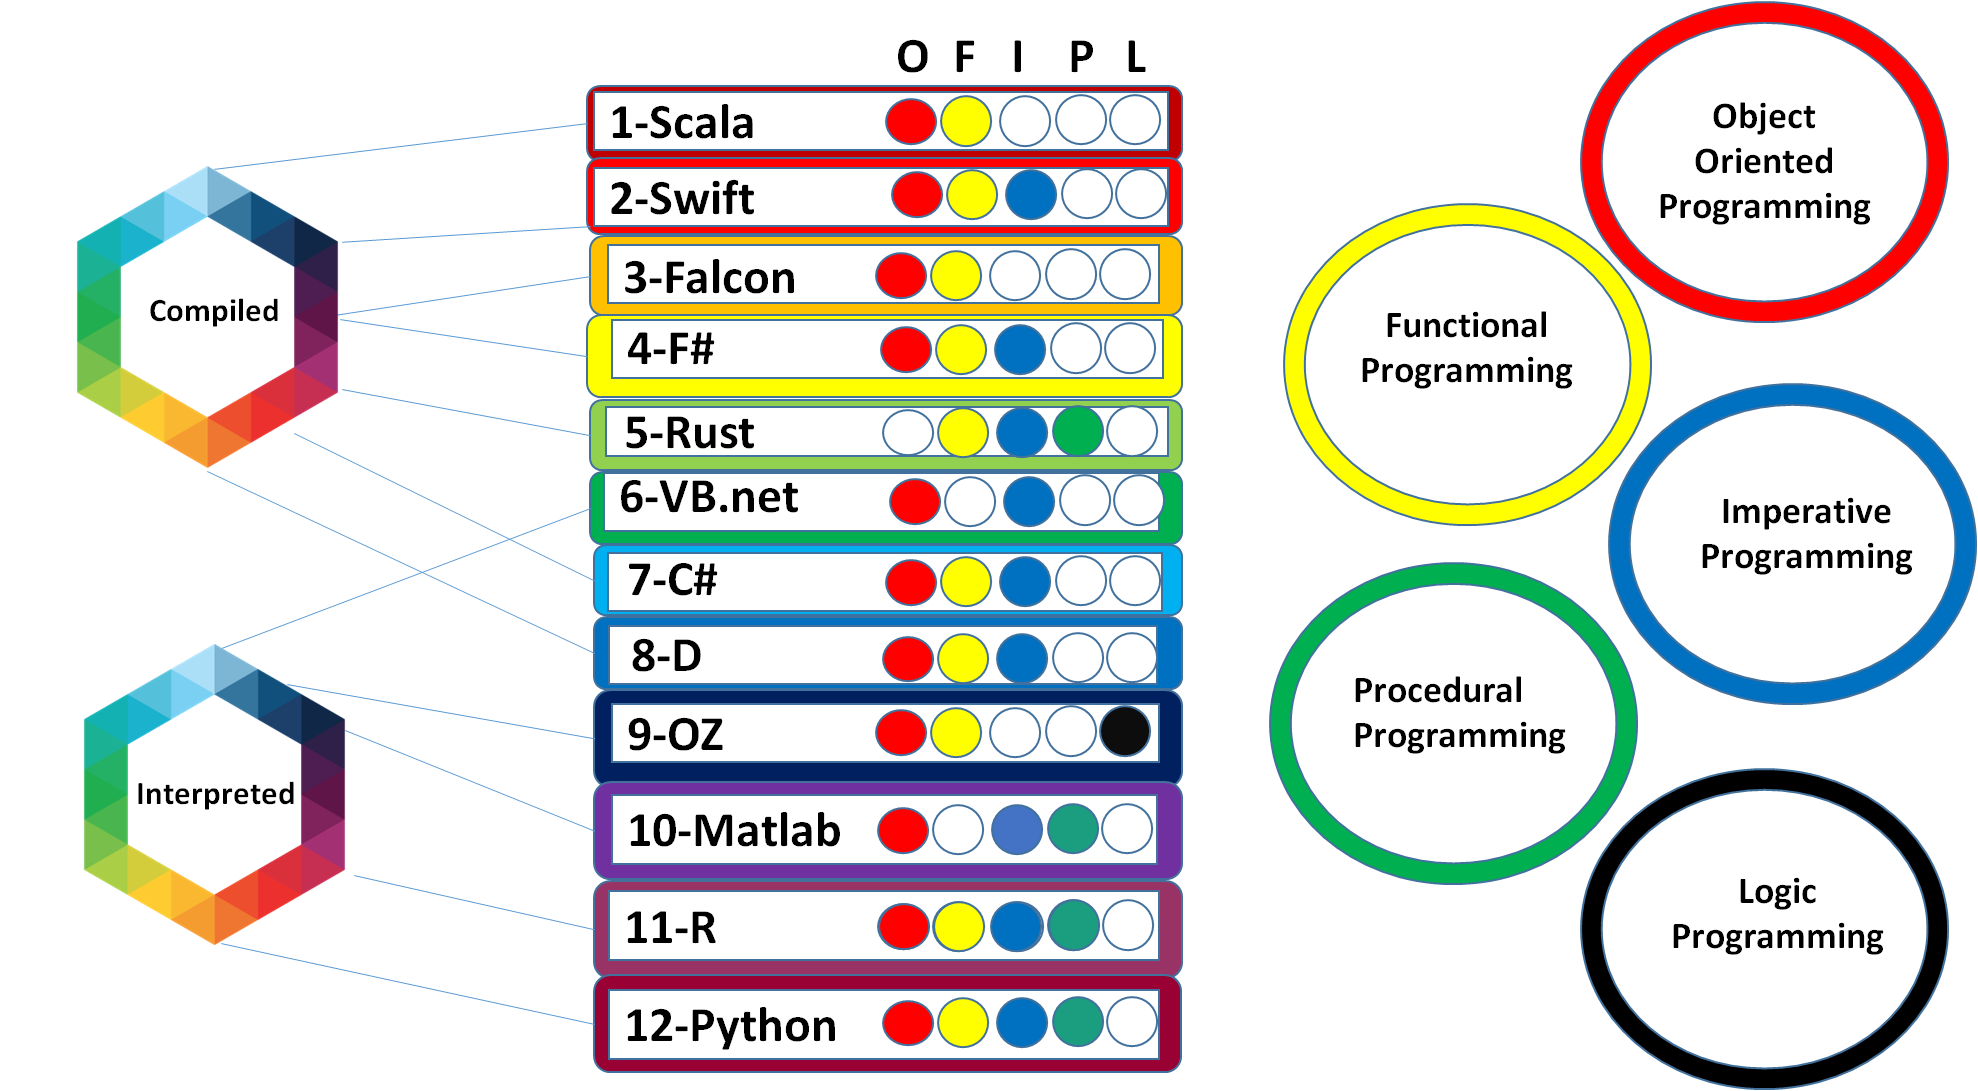 O F I P L
1-Scala
2-Swift
3-Falcon
4-F#
5-Rust
6-VB.net
7-C#
8-D
9-OZ
10-Matlab
11-R
12-Python
Compiled
Interpreted
Object
Oriented
Programming
Functional
Programming
Imperative
Programming
Procedural
Programming
Logic
Programming